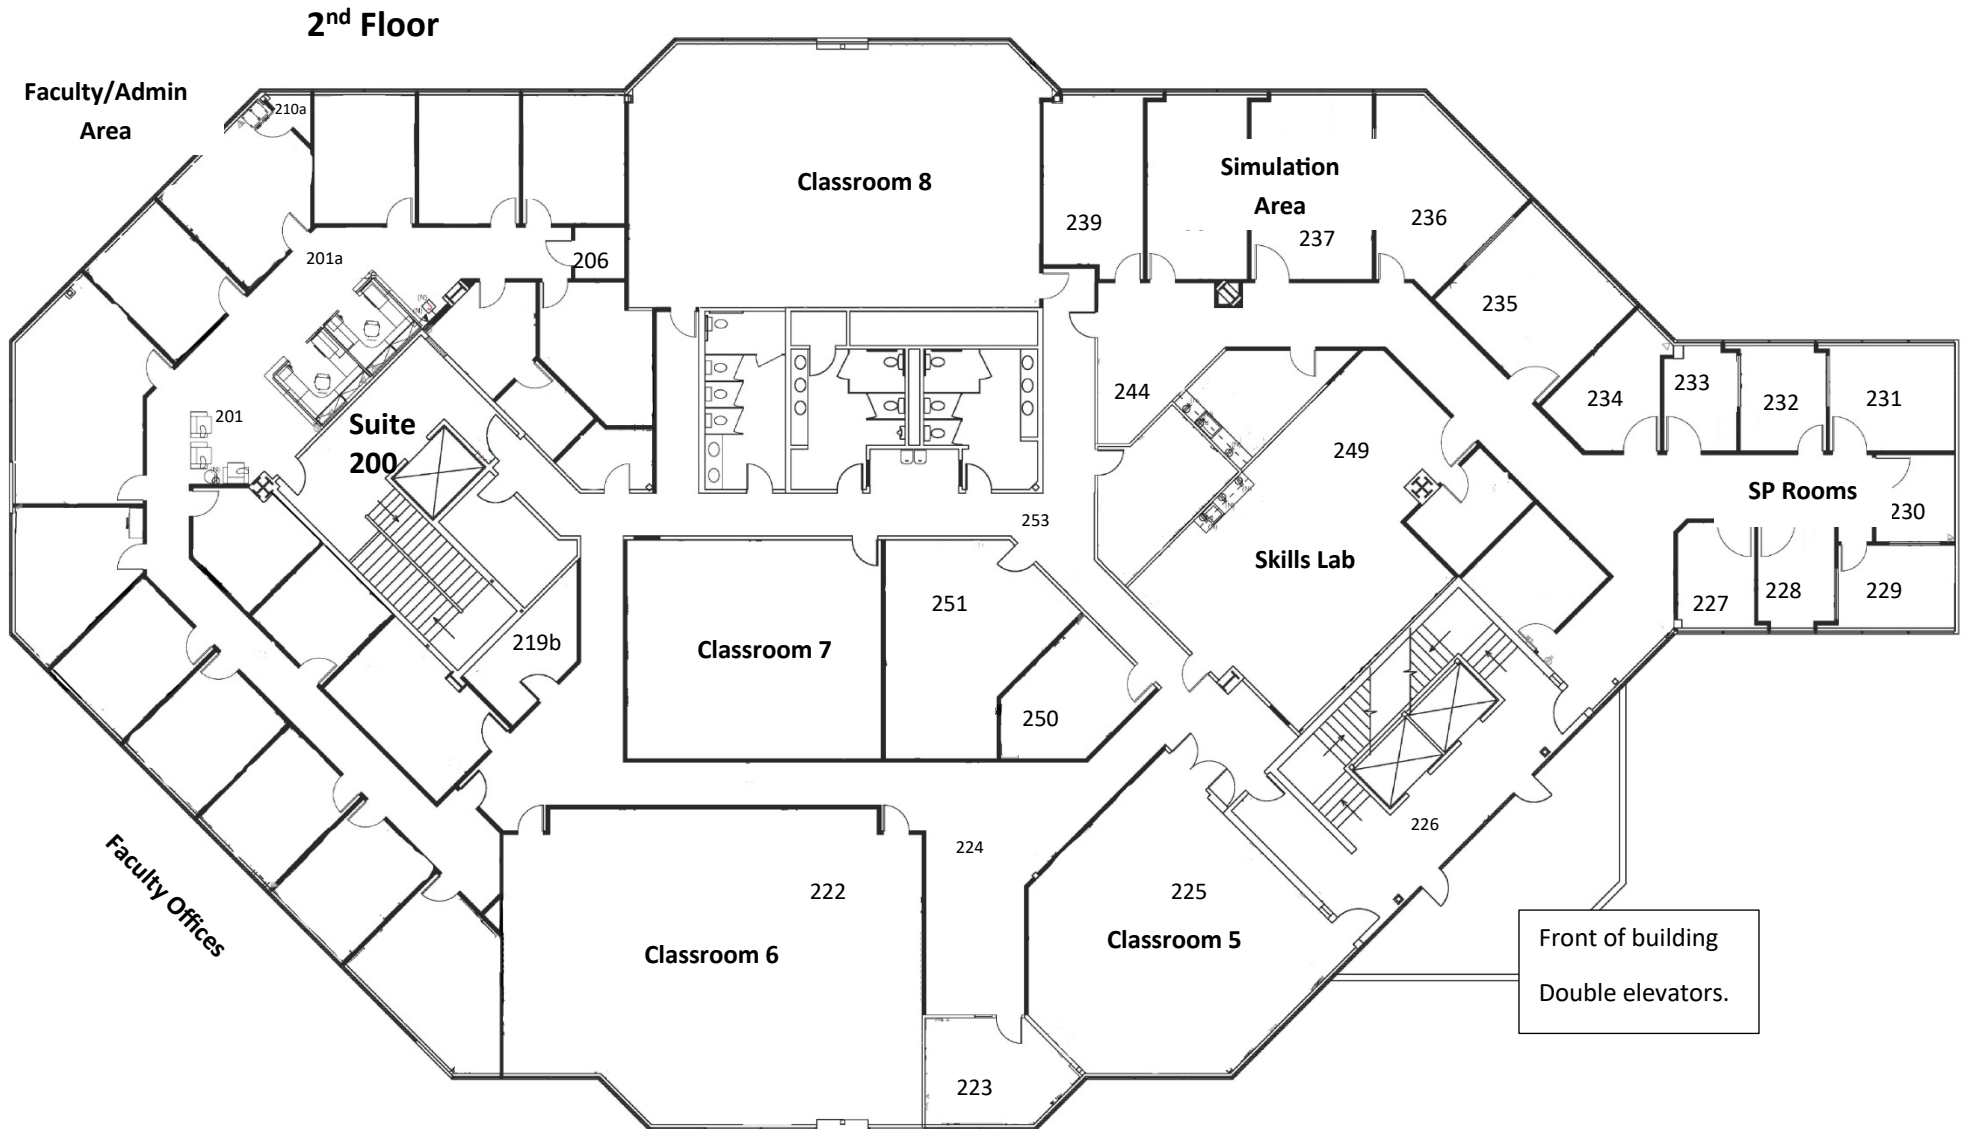 2nd Floor
Faculty/Admin
Area
210a
Classroom 8
Simulation
Area
239
237
236
201a
206
235
(N)
(N)
244
234
233
232
231
201
Suite
200
249
SP Rooms
230
253
Skills Lab
251
227
228
229
219b
Classroom 7
250
226
224
222
225
Faculty Offices
Classroom 6
Classroom 5
Front of building
Double elevators.
223